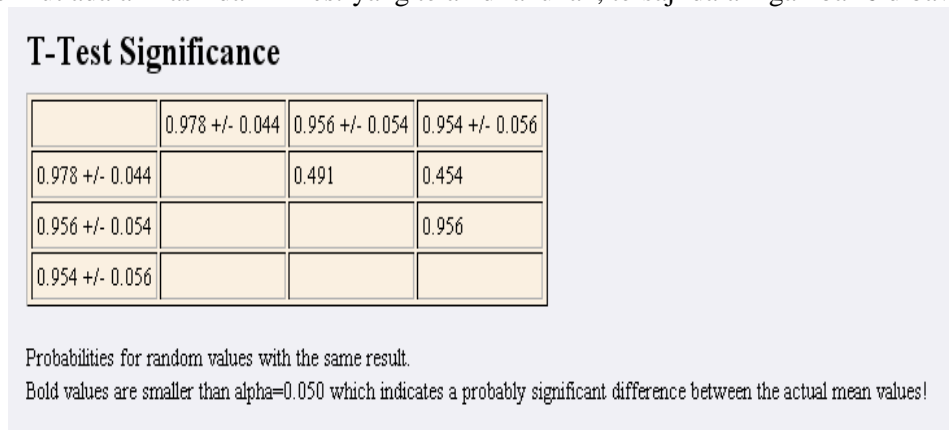 T-Test Significance
0.978 +/- 0.044 0.956 +/- 0.054 0.954 +/- 0.056
0.978 +/- 0.044 0.491 0.454
0.956 +/- 0.054 0.956
0.954 +/- 0.056
Probabilities for random values with the same result.
Bold values are smaller than alpha=0.050 which indicates a probably significant difference between the actual mean values!